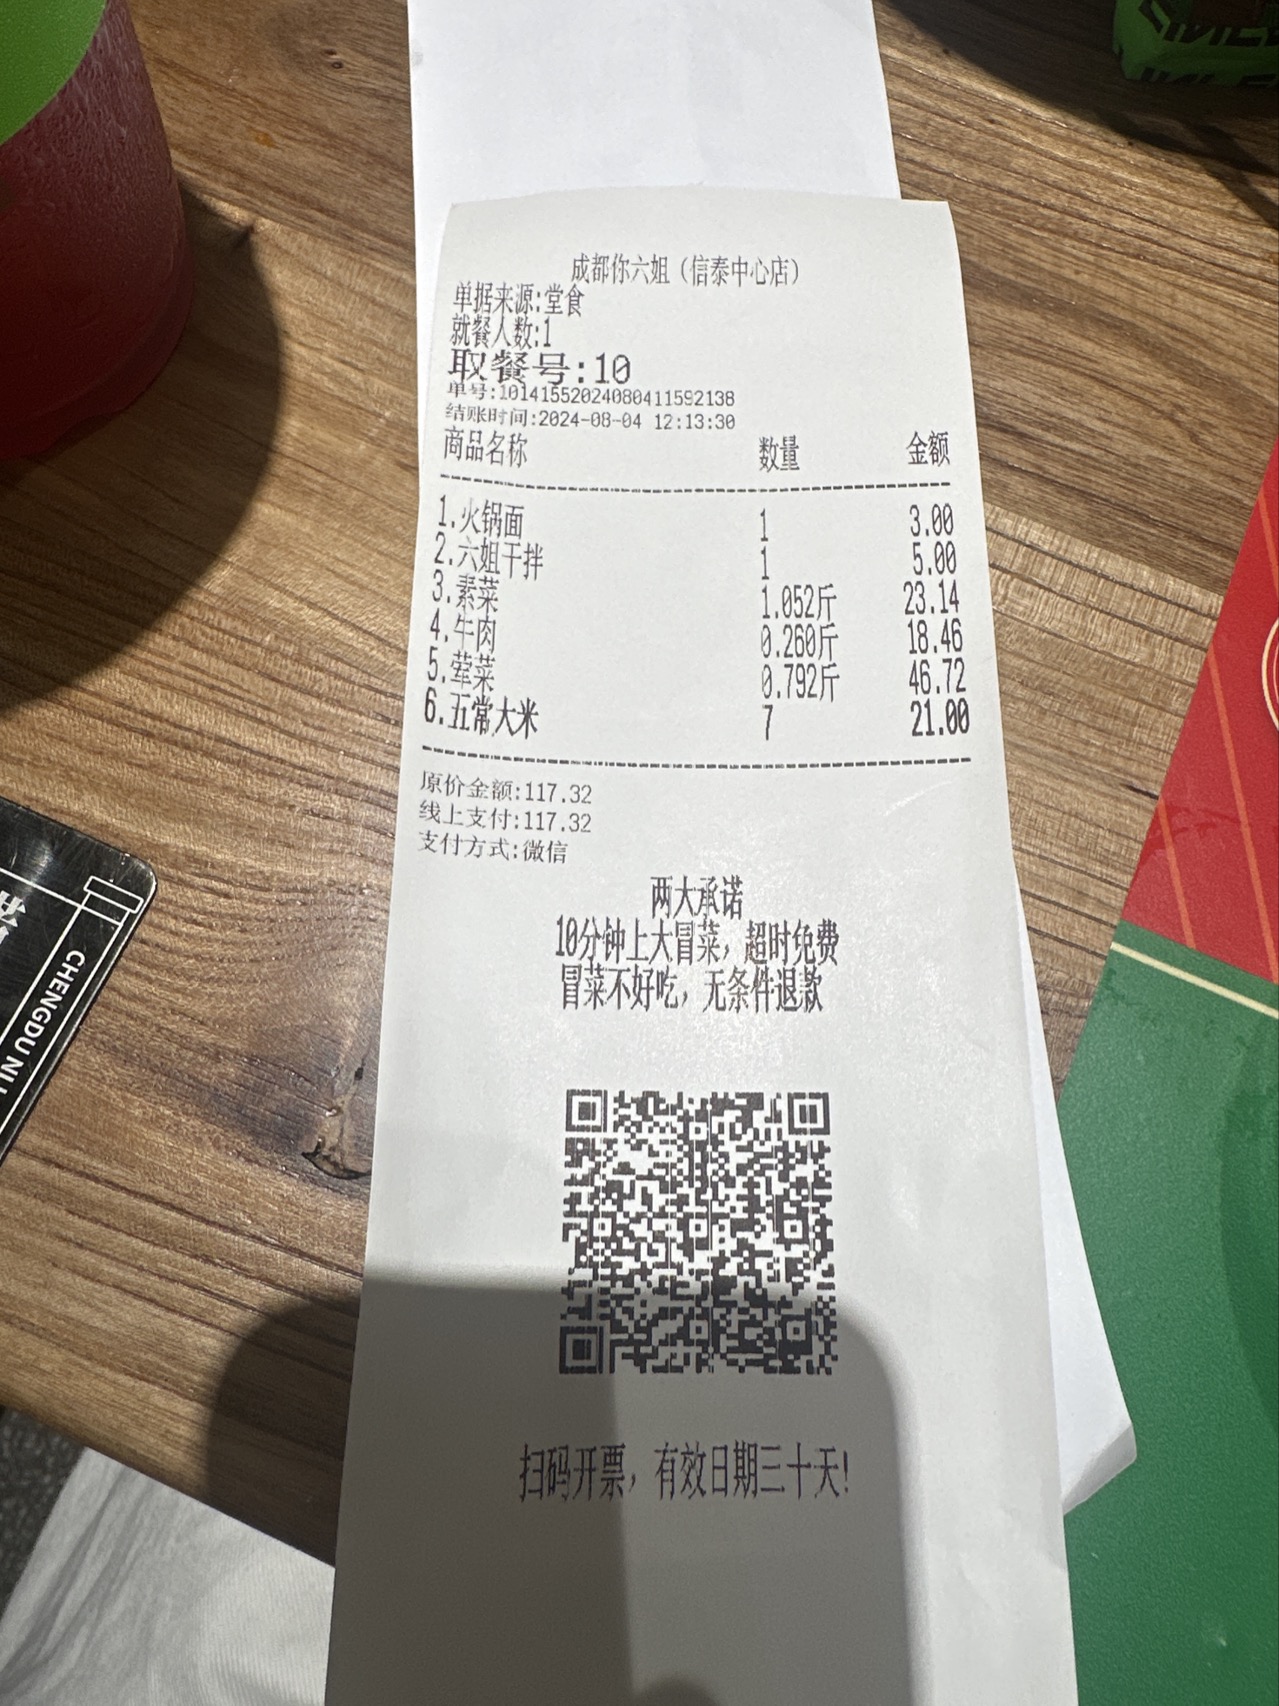 成都你六姐（信泰中心店）
单据来源:堂食
就餐人数:1
取餐号:10
单号:10141552024080411592138
结账时间:2024-08-04 12:13:30
商品名称 数量 金额
1.火锅面 1 3.00
2.六姐干拌 1 5.00
3.素菜 1.052斤 23.14
4.牛肉 0.260斤 18.46
5.荤菜 0.792斤 46.72
6.五常大米 7 21.00
原价金额:117.32
线上支付:117.32
支付方式:微信
两大承诺
10分钟上大冒菜，超时免费
冒菜不好吃，无条件退款
扫码开票，有效日期三十天!
CHENGDU NI